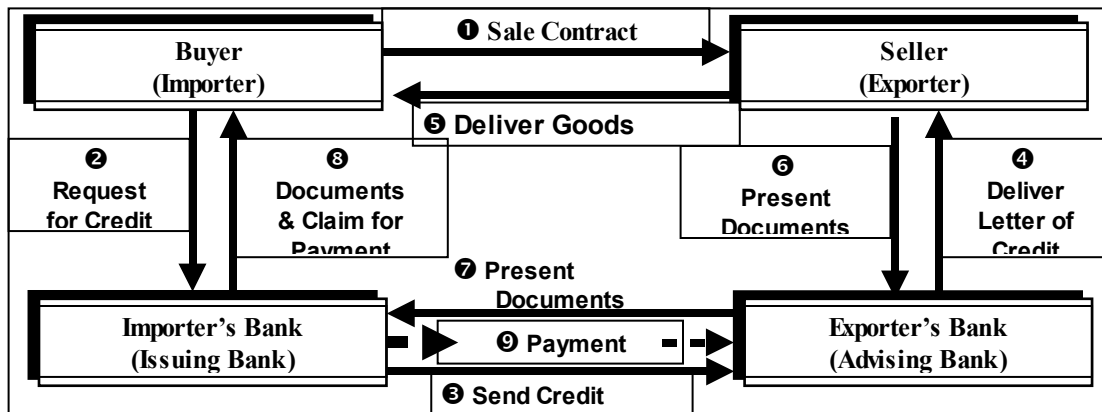 ❶ Sale Contract
Buyer
(Importer)
Seller
(Exporter)
❺ Deliver Goods
❷
Request
for Credit
❽
Documents
& Claim for
Payment
❻
Present
Documents
❹
Deliver
Letter of
Credit
❼ Present
Documents
Importer’s Bank
(Issuing Bank)
❾ Payment
Exporter’s Bank
(Advising Bank)
❸ Send Credit